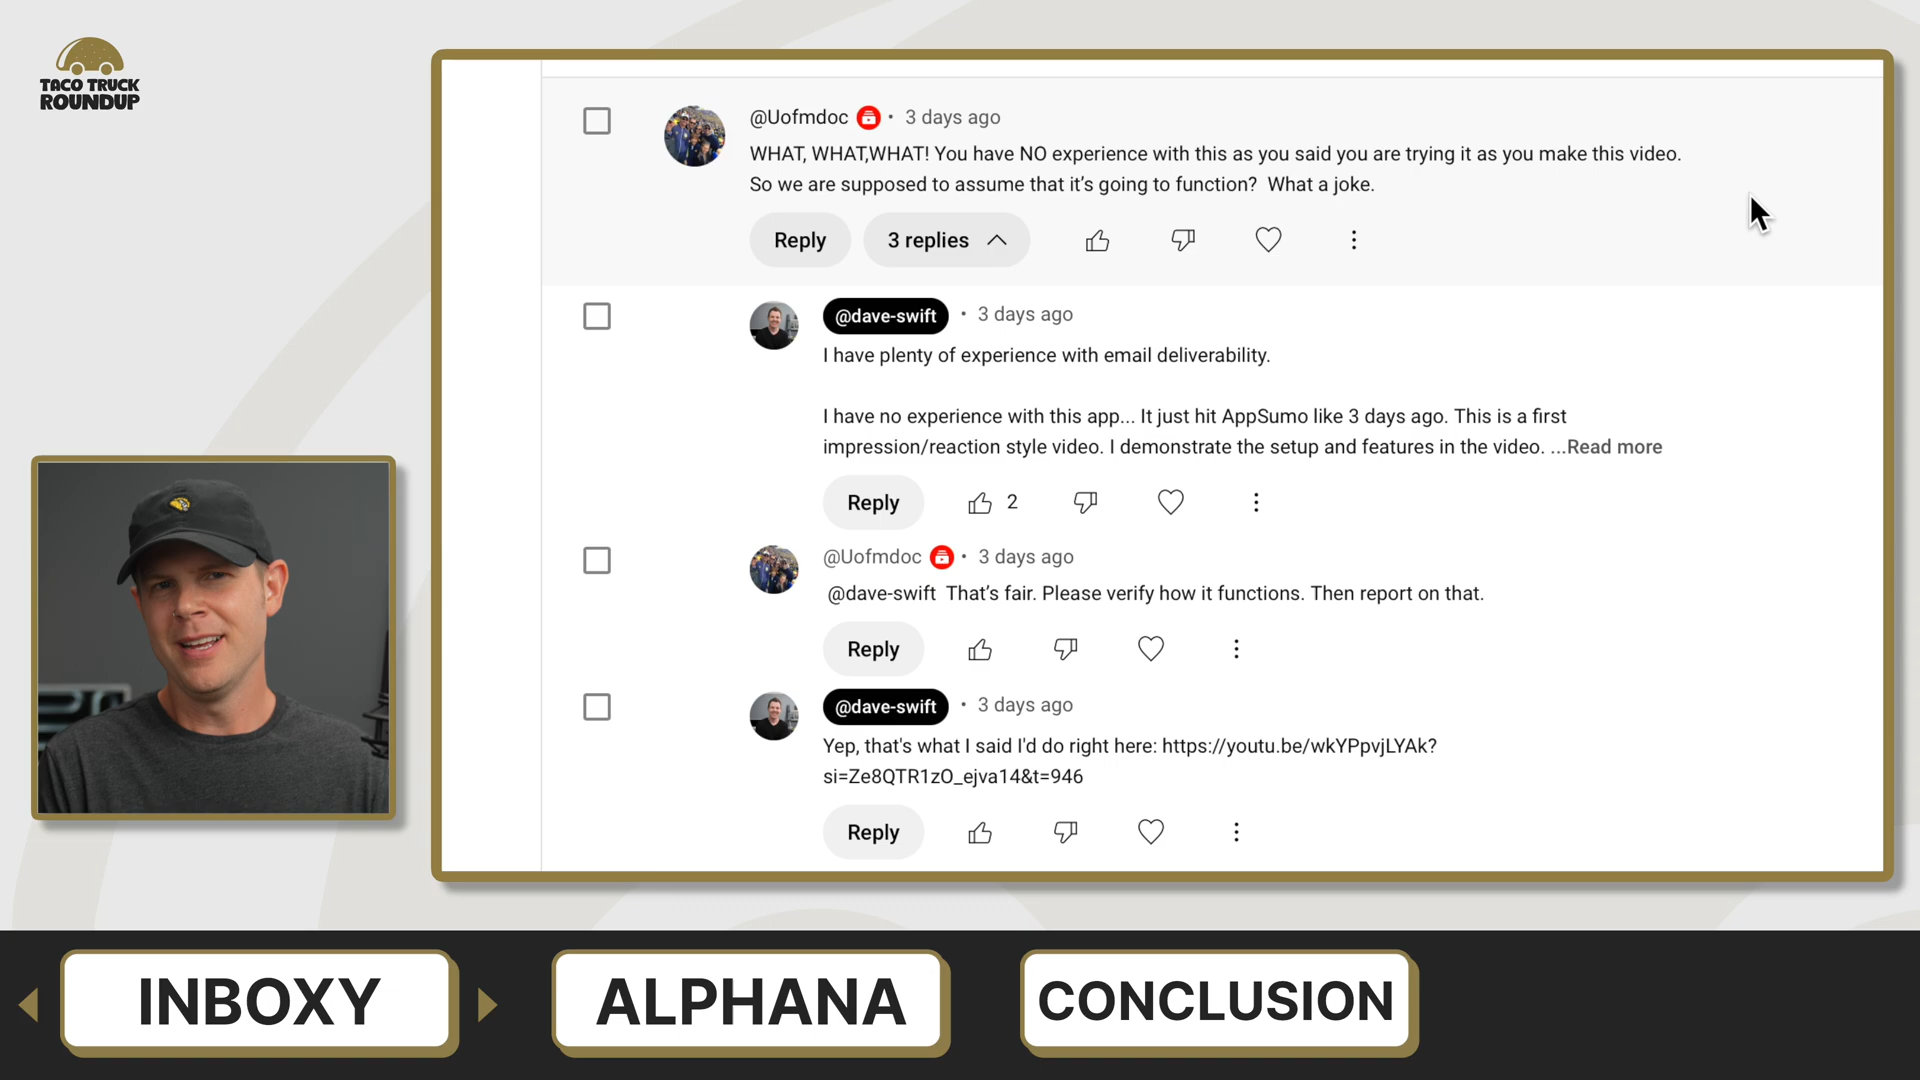 TACO TRUCK
ROUNDUP
@Uofmdoc • 3 days ago
WHAT, WHAT,WHAT! You have NO experience with this as you said you are trying it as you make this video.
So we are supposed to assume that it’s going to function?  What a joke.
Reply 3 replies
@dave-swift • 3 days ago
I have plenty of experience with email deliverability.
I have no experience with this app... It just hit AppSumo like 3 days ago. This is a first
impression/reaction style video. I demonstrate the setup and features in the video. ...Read more
Reply 2
@Uofmdoc • 3 days ago
@dave-swift That’s fair. Please verify how it functions. Then report on that.
Reply
@dave-swift • 3 days ago
Yep, that's what I said I'd do right here: https://youtu.be/wkYPpvjLYAk?
si=Ze8QTR1zO_ejva14&t=946
Reply
INBOXY
ALPHANA
CONCLUSION